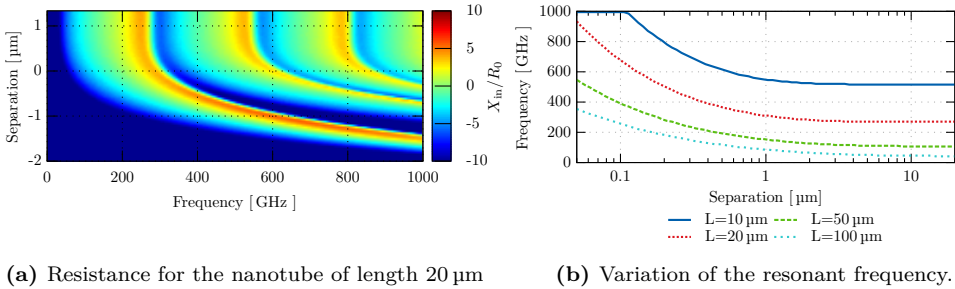 1
0
-1
-2
0
200
400
600
800
1000
Separation [µm]
Frequency [GHz ]
10
5
0
-5
-10
X_in/R_0
1000
800
600
400
200
0
0.1
1
10
Frequency [ GHz ]
Separation [ µm]
L=10 µm
L=50 µm
L=20 µm
L=100 µm
(a) Resistance for the nanotube of length 20 µm
(b) Variation of the resonant frequency.